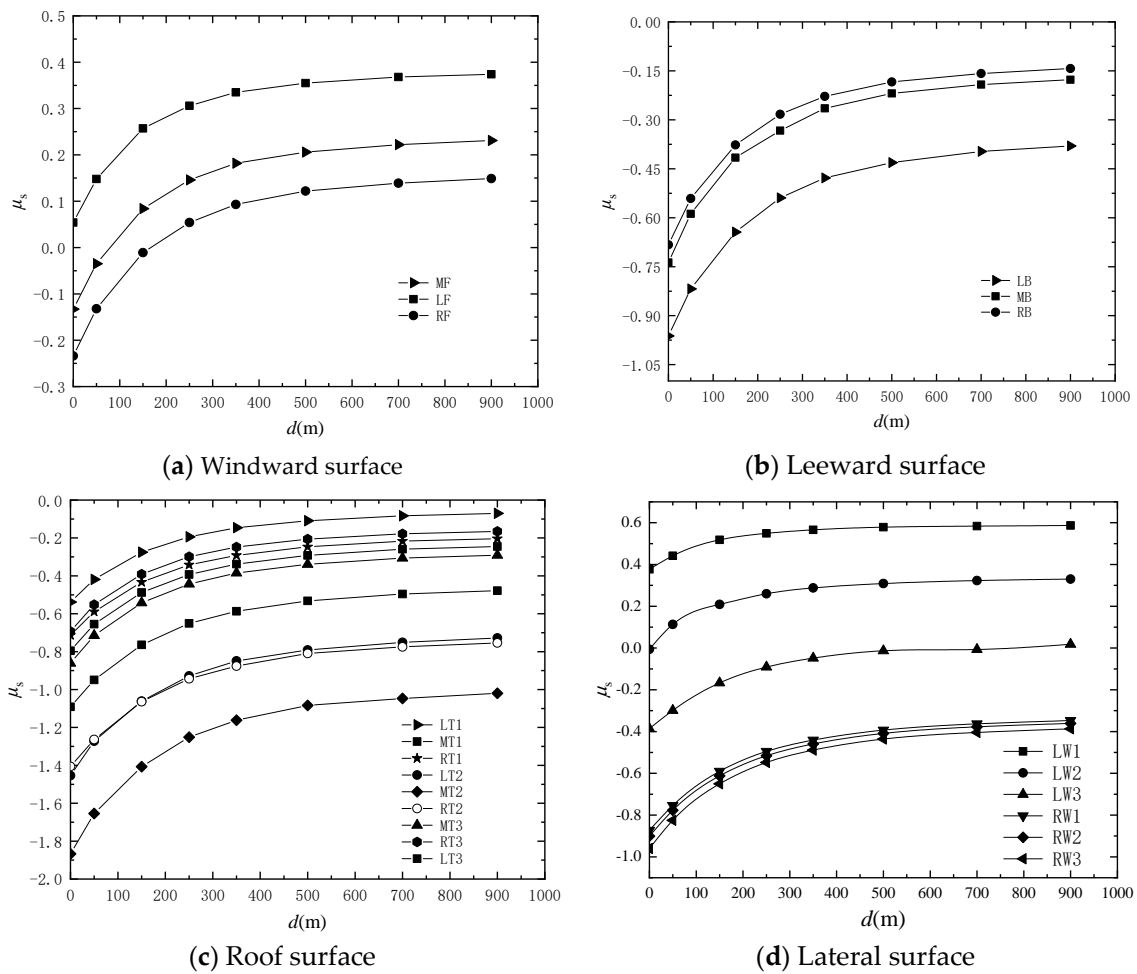 0.5
0.4
0.3
0.2
0.1
0.0
-0.1
-0.2
-0.3
μs
0 100 200 300 400 500 600 700 800 900 1000
d(m)
MF
LF
RF
(a) Windward surface
0.00
-0.15
-0.30
-0.45
-0.60
-0.75
-0.90
-1.05
μs
0 100 200 300 400 500 600 700 800 900 1000
d(m)
LB
MB
RB
(b) Leeward surface
0.0
-0.2
-0.4
-0.6
-0.8
-1.0
-1.2
-1.4
-1.6
-1.8
-2.0
μs
0 100 200 300 400 500 600 700 800 900 1000
d(m)
LT1
MT1
RT1
LT2
MT2
RT2
MT3
RT3
LT3
(c) Roof surface
0.6
0.4
0.2
0.0
-0.2
-0.4
-0.6
-0.8
-1.0
μs
0 100 200 300 400 500 600 700 800 900 1000
d(m)
LW1
LW2
LW3
RW1
RW2
RW3
(d) Lateral surface